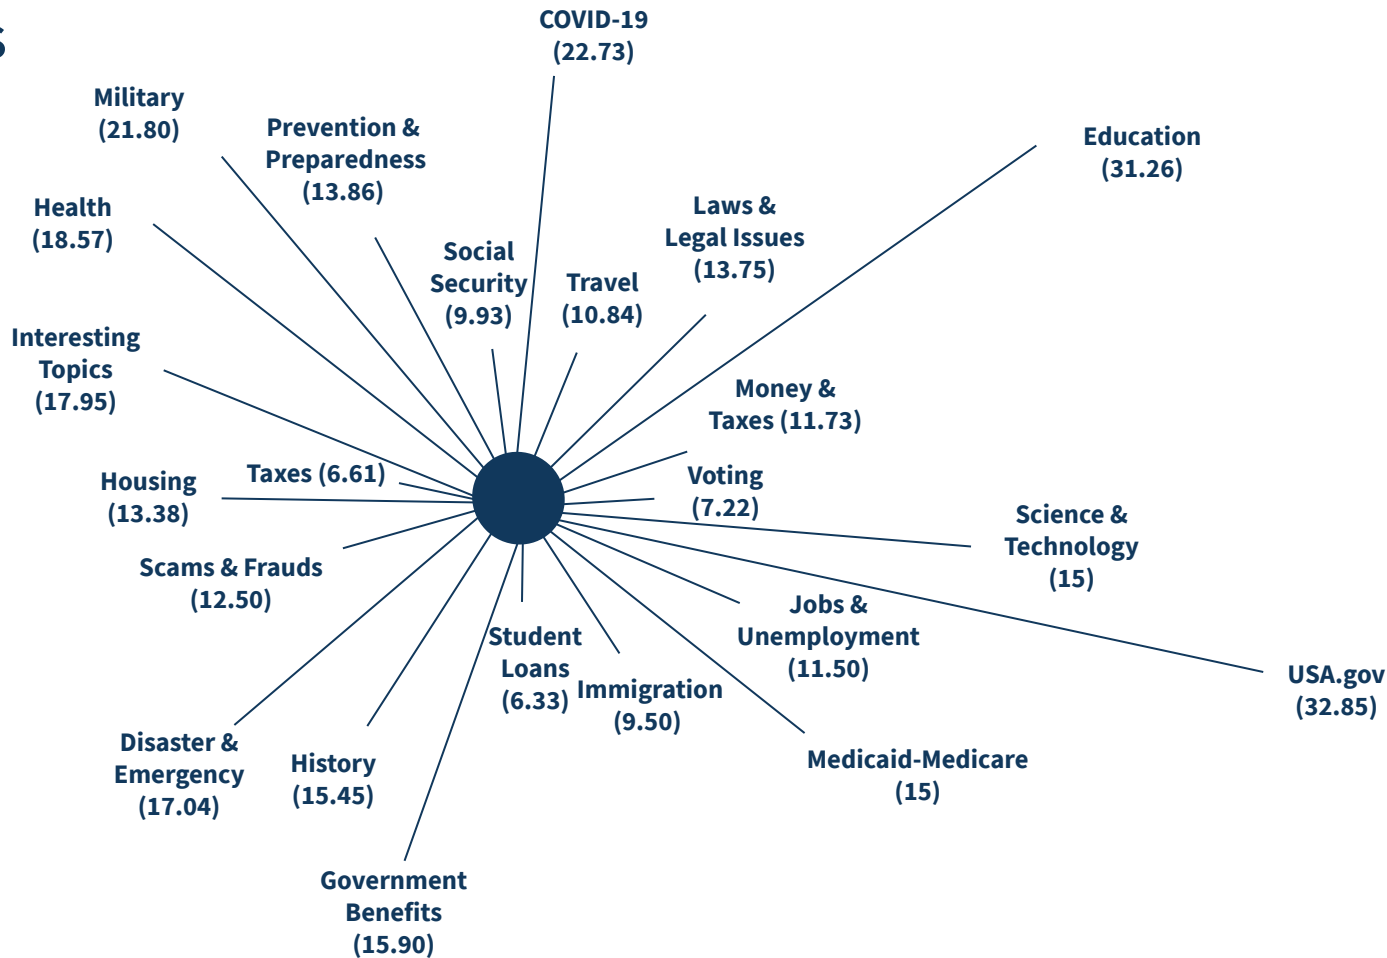 s
COVID-19
(22.73)
Military
(21.80)
Prevention &
Preparedness
(13.86)
Education
(31.26)
Health
(18.57)
Laws &
Legal Issues
(13.75)
Social
Security
(9.93)
Travel
(10.84)
Interesting
Topics
(17.95)
Money &
Taxes (11.73)
Housing
(13.38)
Taxes (6.61)
Voting
(7.22)
Science &
Technology
(15)
Scams & Frauds
(12.50)
Jobs &
Unemployment
(11.50)
Student
Loans
(6.33)
Immigration
(9.50)
USA.gov
(32.85)
Disaster &
Emergency
(17.04)
History
(15.45)
Medicaid-Medicare
(15)
Government
Benefits
(15.90)